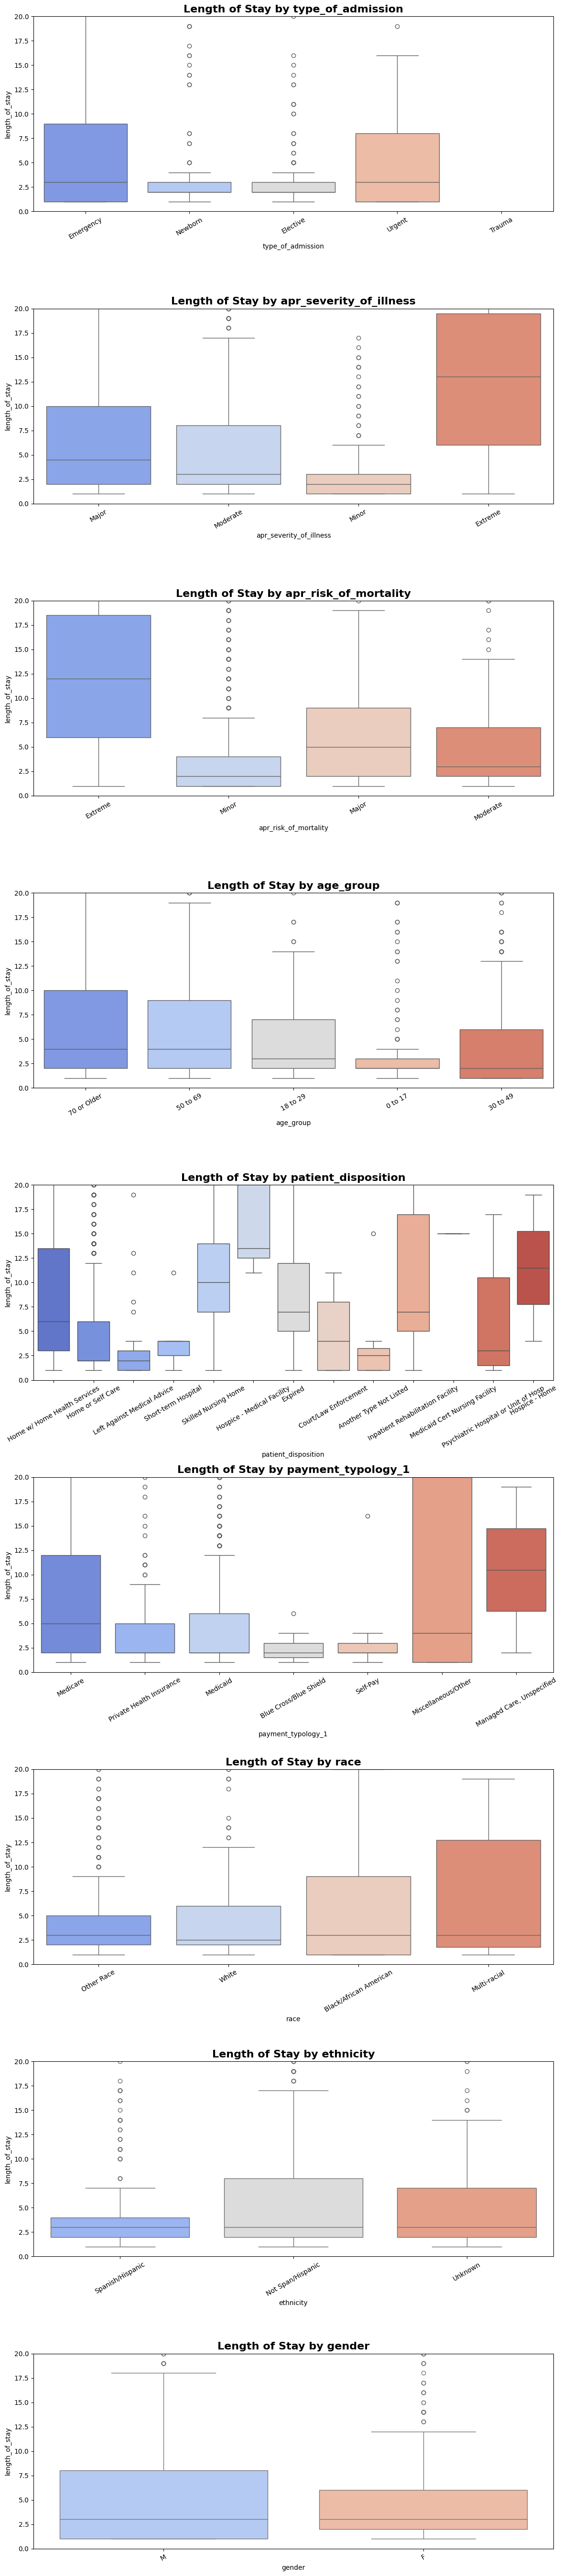 Length of Stay by type_of_admission
20.0
17.5
15.0
12.5
10.0
7.5
5.0
2.5
0.0
length_of_stay
Emergency
Newborn
Elective
Urgent
Trauma
type_of_admission
Length of Stay by apr_severity_of_illness
20.0
17.5
15.0
12.5
10.0
7.5
5.0
2.5
0.0
length_of_stay
Major
Moderate
Minor
Extreme
apr_severity_of_illness
Length of Stay by apr_risk_of_mortality
20.0
17.5
15.0
12.5
10.0
7.5
5.0
2.5
0.0
length_of_stay
Extreme
Minor
Major
Moderate
apr_risk_of_mortality
Length of Stay by age_group
20.0
17.5
15.0
12.5
10.0
7.5
5.0
2.5
0.0
length_of_stay
70 or Older
50 to 69
18 to 29
0 to 17
30 to 49
age_group
Length of Stay by patient_disposition
20.0
17.5
15.0
12.5
10.0
7.5
5.0
2.5
0.0
length_of_stay
Home w/ Home Health Services
Home or Self Care
Left Against Medical Advice
Short-term Hospital
Skilled Nursing Home
Hospice - Medical Facility
Expired
Court/Law Enforcement
Another Type Not Listed
Inpatient Rehabilitation Facility
Medicaid Cert Nursing Facility
Psychiatric Hospital or Unit of Hosp
Hospice - Home
patient_disposition
Length of Stay by payment_typology_1
20.0
17.5
15.0
12.5
10.0
7.5
5.0
2.5
0.0
length_of_stay
Medicare
Private Health Insurance
Medicaid
Blue Cross/Blue Shield
Self-Pay
Miscellaneous/Other
Managed Care, Unspecified
payment_typology_1
Length of Stay by race
20.0
17.5
15.0
12.5
10.0
7.5
5.0
2.5
0.0
length_of_stay
Other Race
White
Black/African American
Multi-racial
race
Length of Stay by ethnicity
20.0
17.5
15.0
12.5
10.0
7.5
5.0
2.5
0.0
length_of_stay
Spanish/Hispanic
Not Span/Hispanic
Unknown
ethnicity
Length of Stay by gender
20.0
17.5
15.0
12.5
10.0
7.5
5.0
2.5
0.0
length_of_stay
M
F
gender